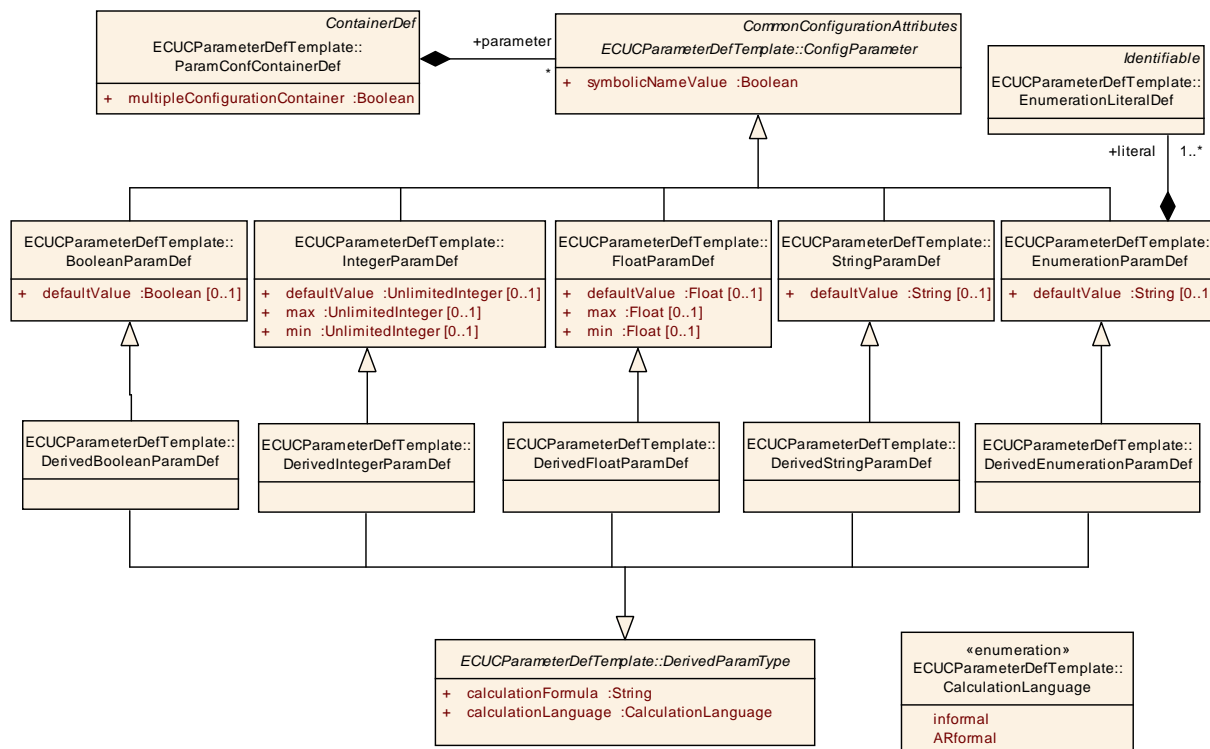 ContainerDef
ECUCParameterDefTemplate::
ParamConfContainerDef
+ multipleConfigurationContainer :Boolean
+parameter
*
CommonConfigurationAttributes
ECUCParameterDefTemplate::ConfigParameter
+ symbolicNameValue :Boolean
Identifiable
ECUCParameterDefTemplate::
EnumerationLiteralDef
+literal 1..*
ECUCParameterDefTemplate::
BooleanParamDef
+ defaultValue :Boolean [0..1]
ECUCParameterDefTemplate::
IntegerParamDef
+ defaultValue :UnlimitedInteger [0..1]
+ max :UnlimitedInteger [0..1]
+ min :UnlimitedInteger [0..1]
ECUCParameterDefTemplate::
FloatParamDef
+ defaultValue :Float [0..1]
+ max :Float [0..1]
+ min :Float [0..1]
ECUCParameterDefTemplate::
StringParamDef
+ defaultValue :String [0..1]
ECUCParameterDefTemplate::
EnumerationParamDef
+ defaultValue :String [0..1
ECUCParameterDefTemplate::
DerivedBooleanParamDef
ECUCParameterDefTemplate::
DerivedIntegerParamDef
ECUCParameterDefTemplate::
DerivedFloatParamDef
ECUCParameterDefTemplate::
DerivedStringParamDef
ECUCParameterDefTemplate::
DerivedEnumerationParamDef
ECUCParameterDefTemplate::DerivedParamType
+ calculationFormula :String
+ calculationLanguage :CalculationLanguage
«enumeration»
ECUCParameterDefTemplate::
CalculationLanguage
informal
ARformal